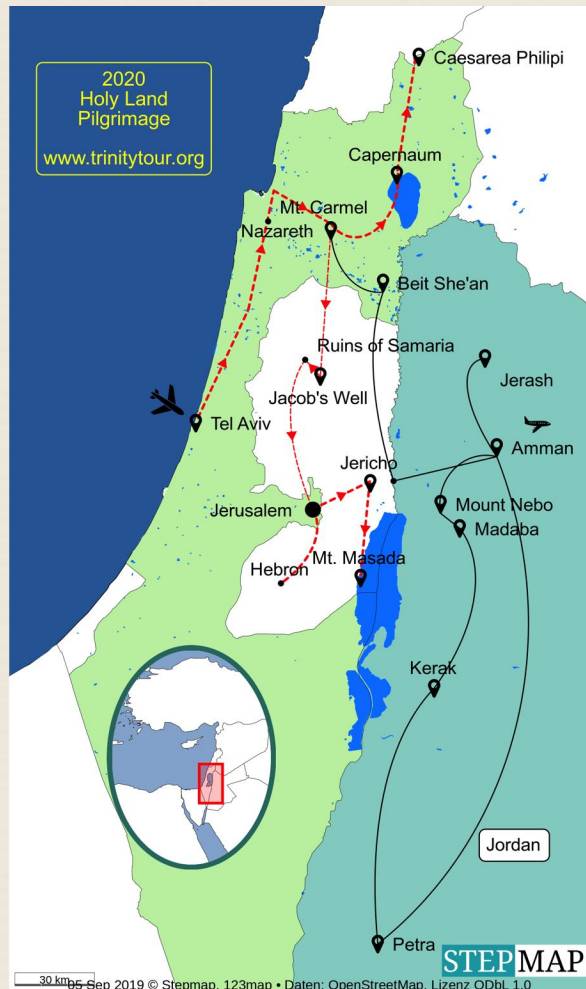 2020
Holy Land
Pilgrimage
www.trinitytour.org
Caesarea Philipi
Capernaum
Mt. Carmel
Nazareth
Beit She'an
Ruins of Samaria
Jerash
Jacob's Well
Tel Aviv
Amman
Jericho
Mount Nebo
Jerusalem
Madaba
Mt. Masada
Hebron
Kerak
Jordan
Petra
STEPMAP
30 km
05 Sep 2019 © Stepmap, 123map • Daten: OpenStreetMap, Lizenz ODbL 1.0